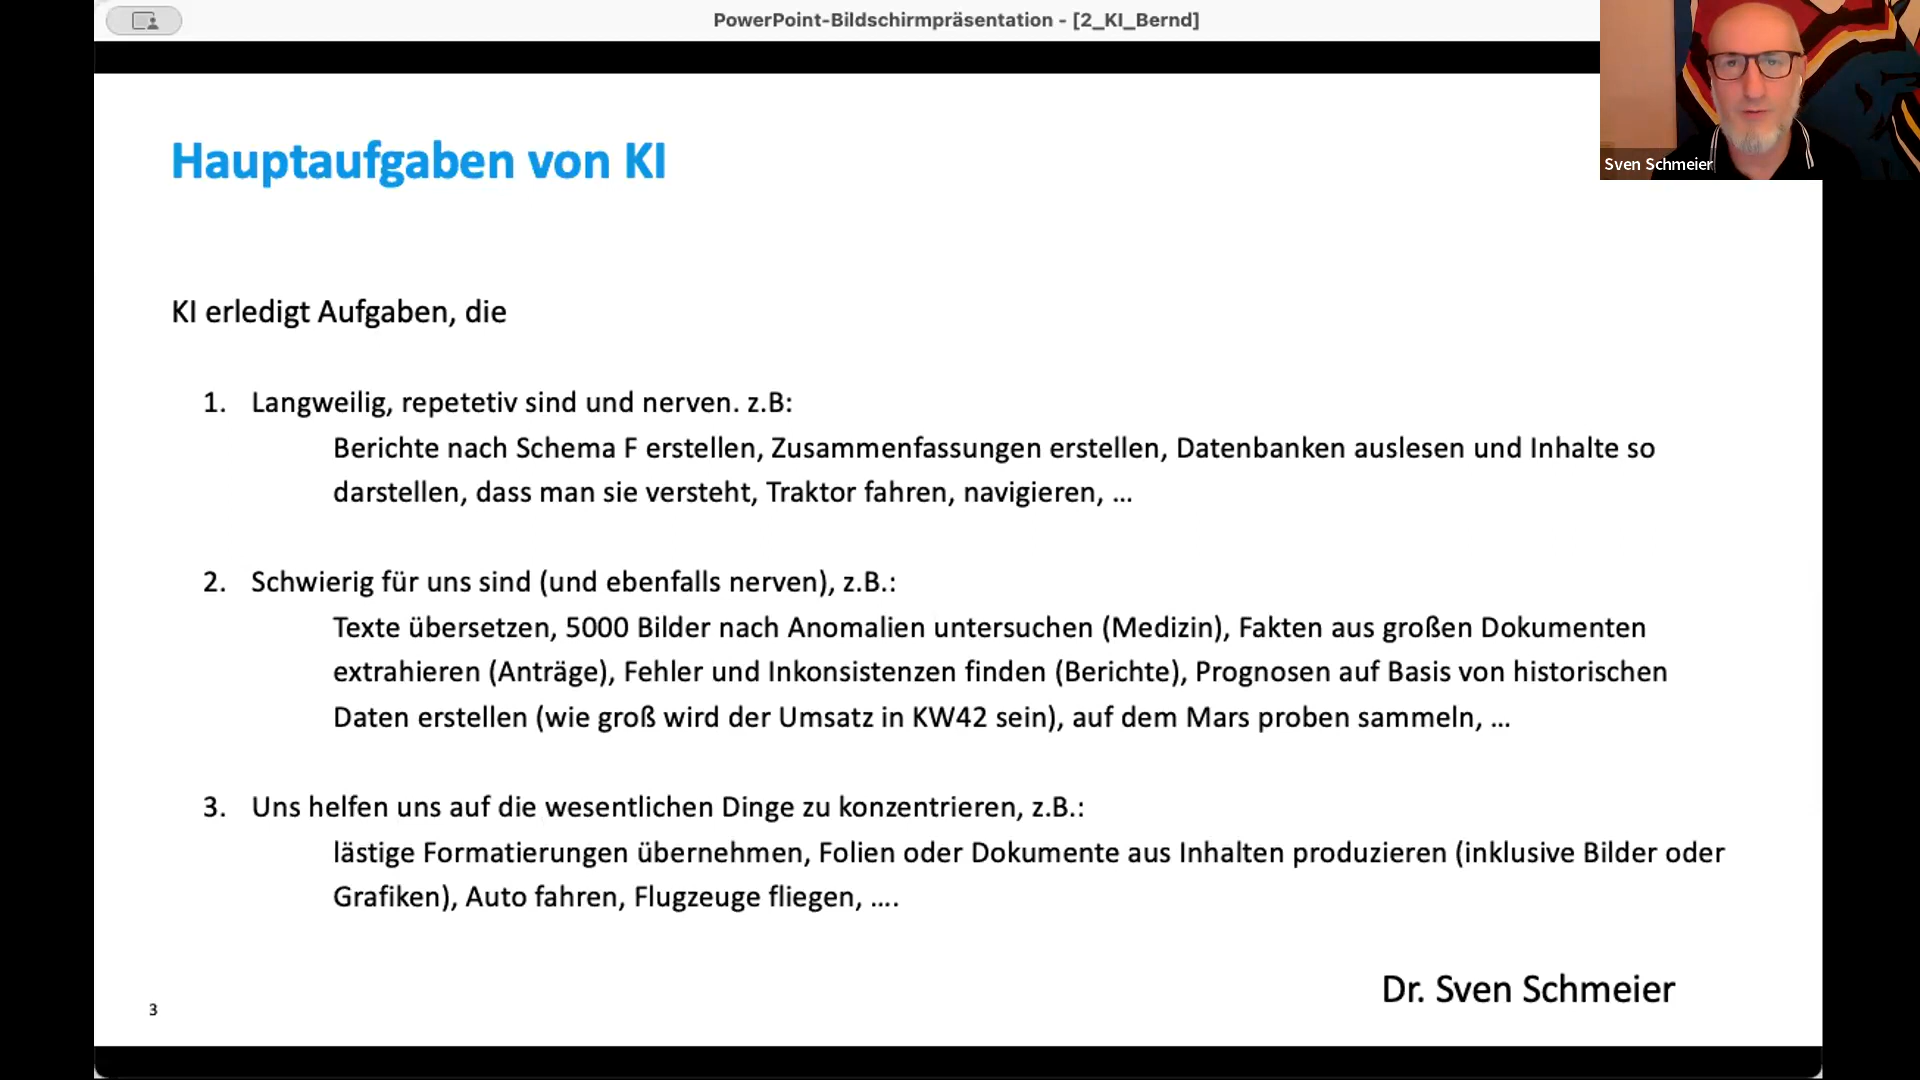 PowerPoint-Bildschirmpräsentation - [2_KI_Bernd]
Sven Schmeier
Hauptaufgaben von KI
KI erledigt Aufgaben, die
1. Langweilig, repetetiv sind und nerven. z.B:
Berichte nach Schema F erstellen, Zusammenfassungen erstellen, Datenbanken auslesen und Inhalte so
darstellen, dass man sie versteht, Traktor fahren, navigieren, ...
2. Schwierig für uns sind (und ebenfalls nerven), z.B.:
Texte übersetzen, 5000 Bilder nach Anomalien untersuchen (Medizin), Fakten aus großen Dokumenten
extrahieren (Anträge), Fehler und Inkonsistenzen finden (Berichte), Prognosen auf Basis von historischen
Daten erstellen (wie groß wird der Umsatz in KW42 sein), auf dem Mars proben sammeln, ...
3. Uns helfen uns auf die wesentlichen Dinge zu konzentrieren, z.B.:
lästige Formatierungen übernehmen, Folien oder Dokumente aus Inhalten produzieren (inklusive Bilder oder
Grafiken), Auto fahren, Flugzeuge fliegen, ....
Dr. Sven Schmeier
3